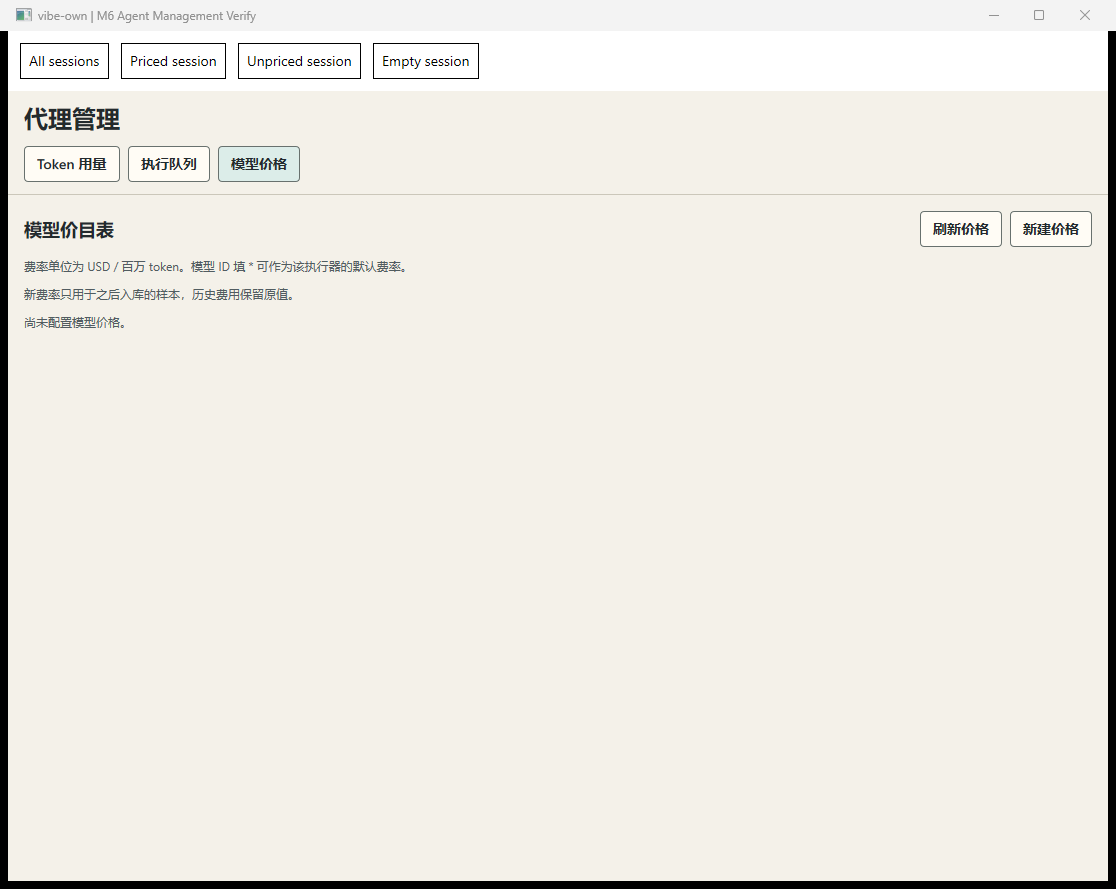 vibe-own | M6 Agent Management Verify
All sessions Priced session Unpriced session Empty session
代理管理
Token 用量 执行队列 模型价格
模型价目表 刷新价格 新建价格
费率单位为 USD / 百万 token。模型 ID 填 * 可作为该执行器的默认费率。
新费率只用于之后入库的样本，历史费用保留原值。
尚未配置模型价格。